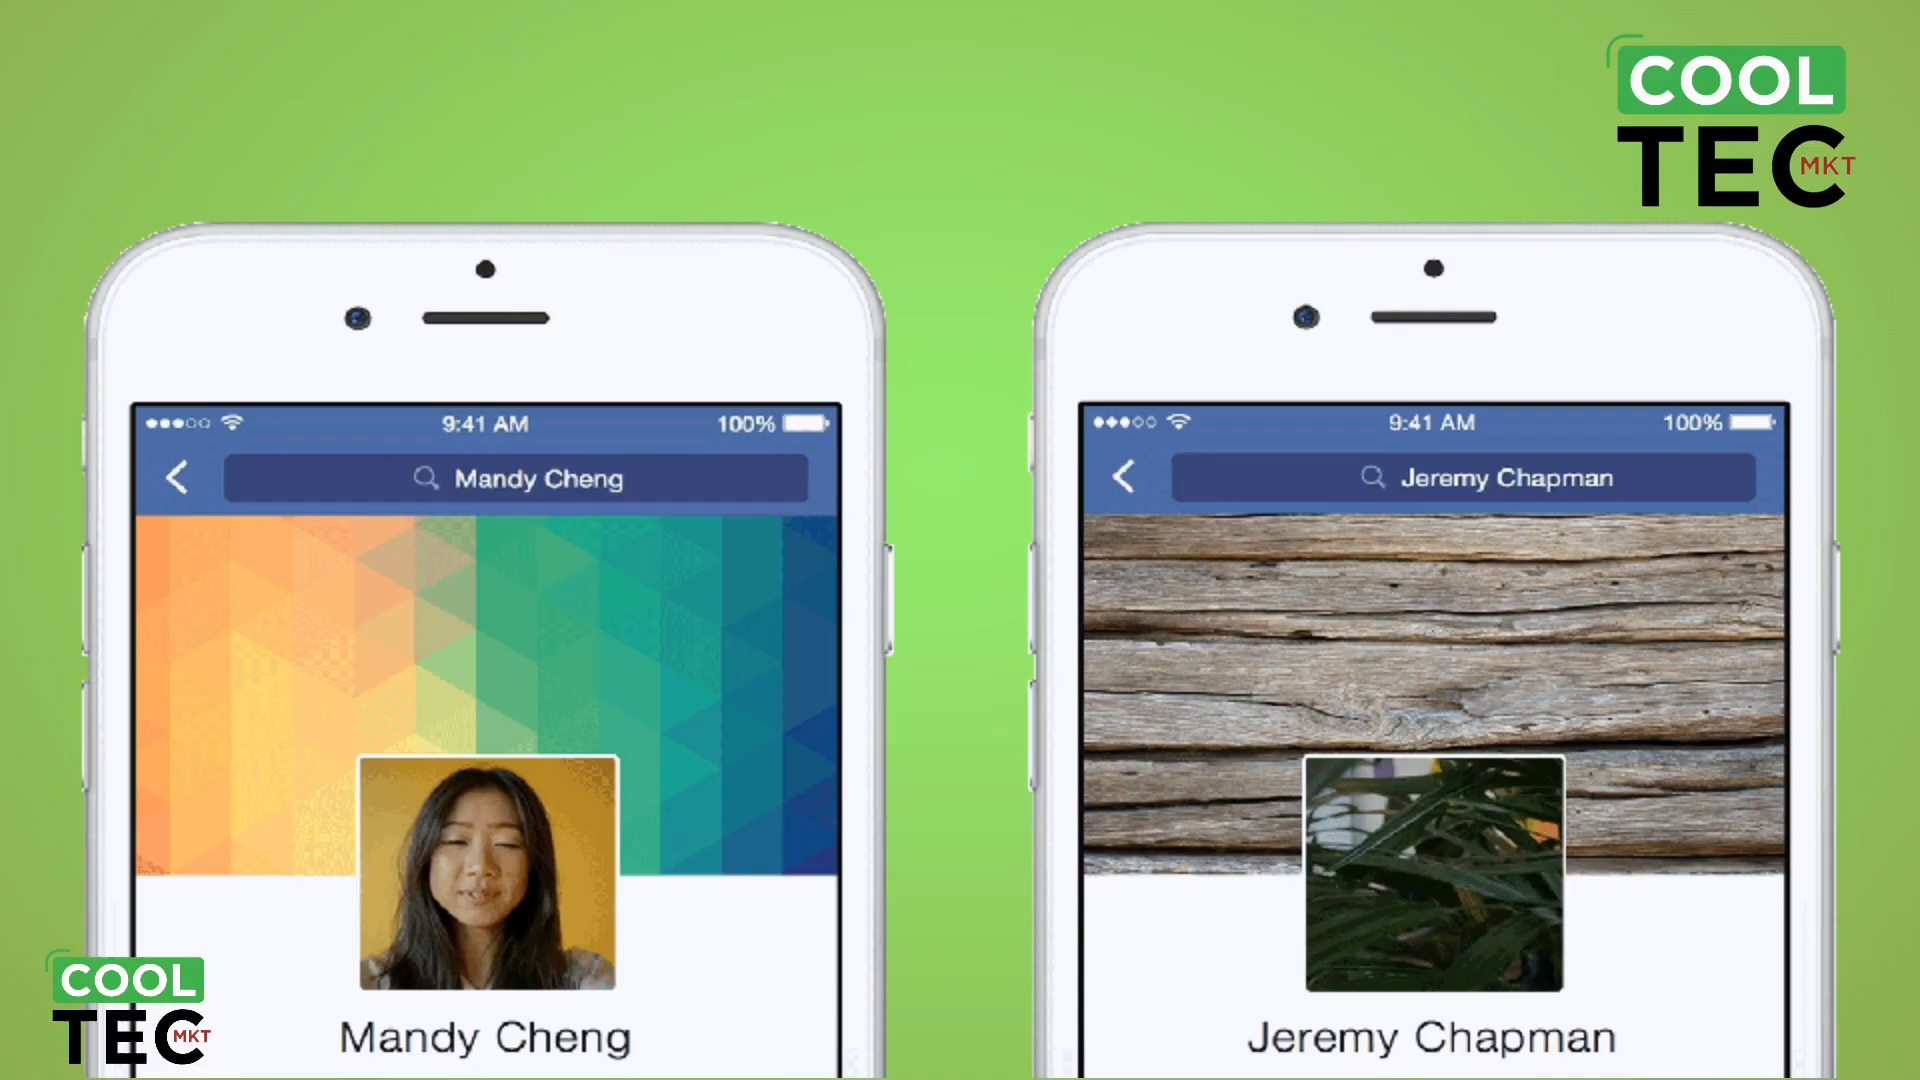 COOL
TEC
MKT
9:41 AM
100%
Mandy Cheng
9:41 AM
100%
Jeremy Chapman
COOL
TEC
MKT
Mandy Cheng
Jeremy Chapman